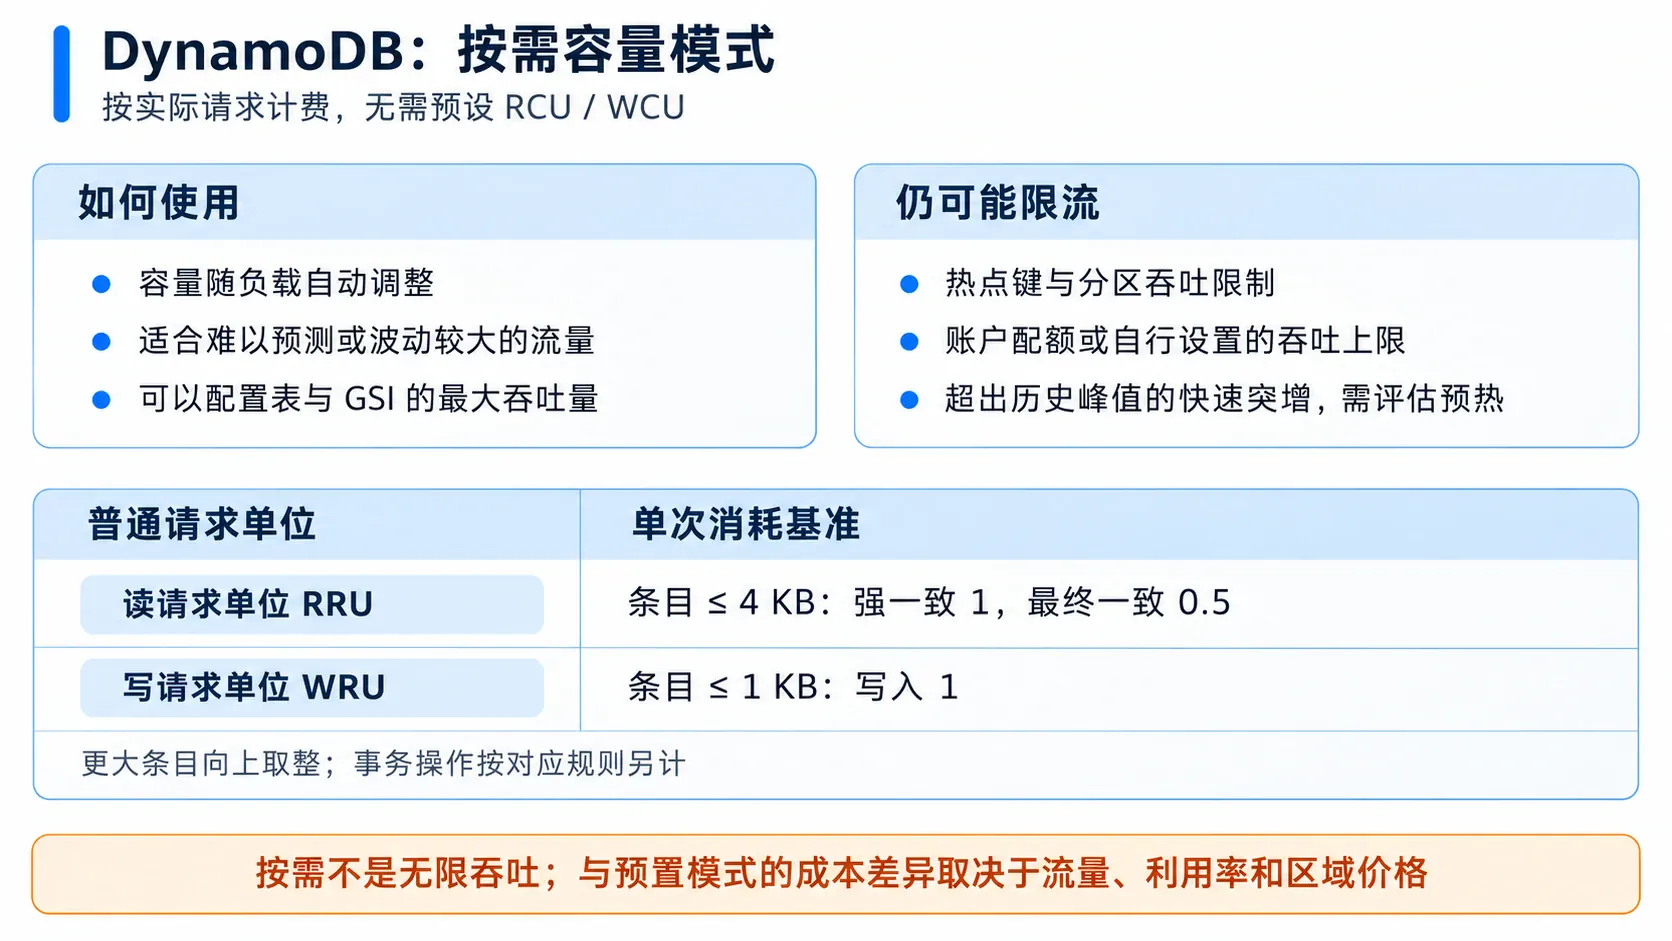 DynamoDB：按需容量模式
按实际请求计费，无需预设 RCU / WCU
如何使用
容量随负载自动调整
适合难以预测或波动较大的流量
可以配置表与 GSI 的最大吞吐量
仍可能限流
热点键与分区吞吐限制
账户配额或自行设置的吞吐上限
超出历史峰值的快速突增，需评估预热
普通请求单位
单次消耗基准
读请求单位 RRU
条目 ≤ 4 KB：强一致 1，最终一致 0.5
写请求单位 WRU
条目 ≤ 1 KB：写入 1
更大条目向上取整；事务操作按对应规则另计
按需不是无限吞吐；与预置模式的成本差异取决于流量、利用率和区域价格